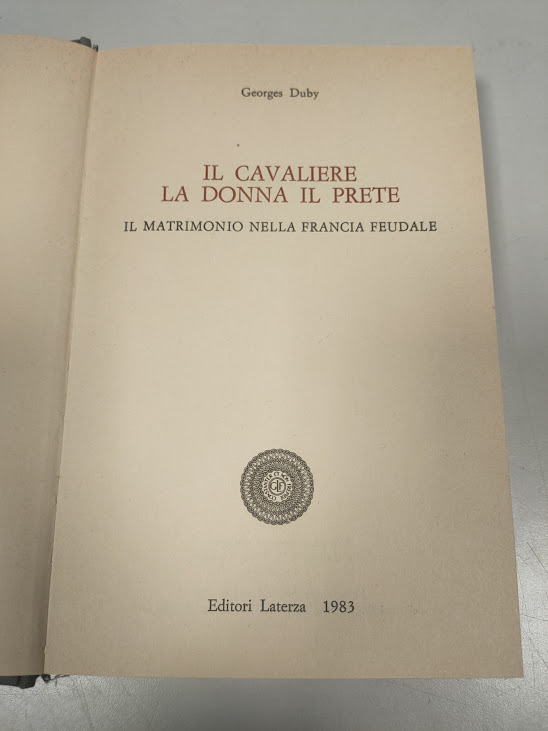 Georges Duby
IL CAVALIERE
LA DONNA IL PRETE
IL MATRIMONIO NELLA FRANCIA FEUDALE
Editori Laterza 1983